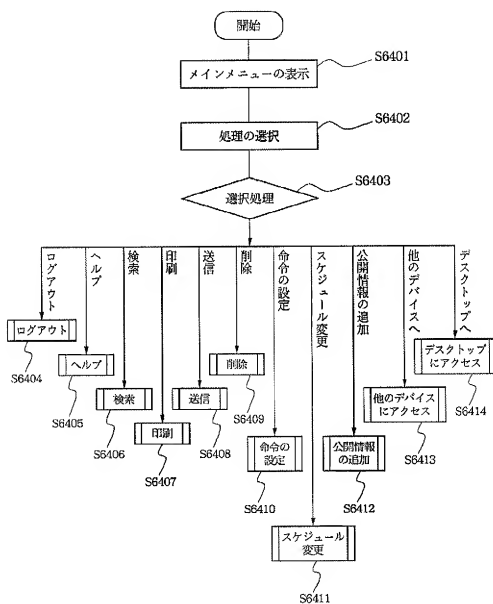 開始
メインメニューの表示
S6401
処理の選択
S6402
選択処理
S6403
ログアウト
ヘルプ
検索
印刷
送信
削除
命令の設定
スケジュール変更
公開情報の追加
他のデバイスへ
デスクトップへ
ログアウト
S6404
ヘルプ
S6405
検索
S6406
印刷
S6407
送信
S6408
削除
S6409
命令の
設定
S6410
スケジュール
変更
S6411
公開情報
の追加
S6412
他のデバイス
にアクセス
S6413
デスクトップ
にアクセス
S6414